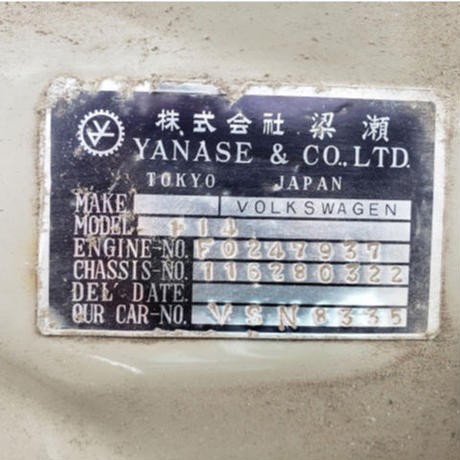 株式会社 梁瀬
YANASE & CO., LTD.
TOKYO JAPAN
MAKE VOLKSWAGEN
MODEL 114
ENGINE-NO. F0247937
CHASSIS-NO. 116280322
DEL' DATE.
OUR CAR-NO. VSN8335